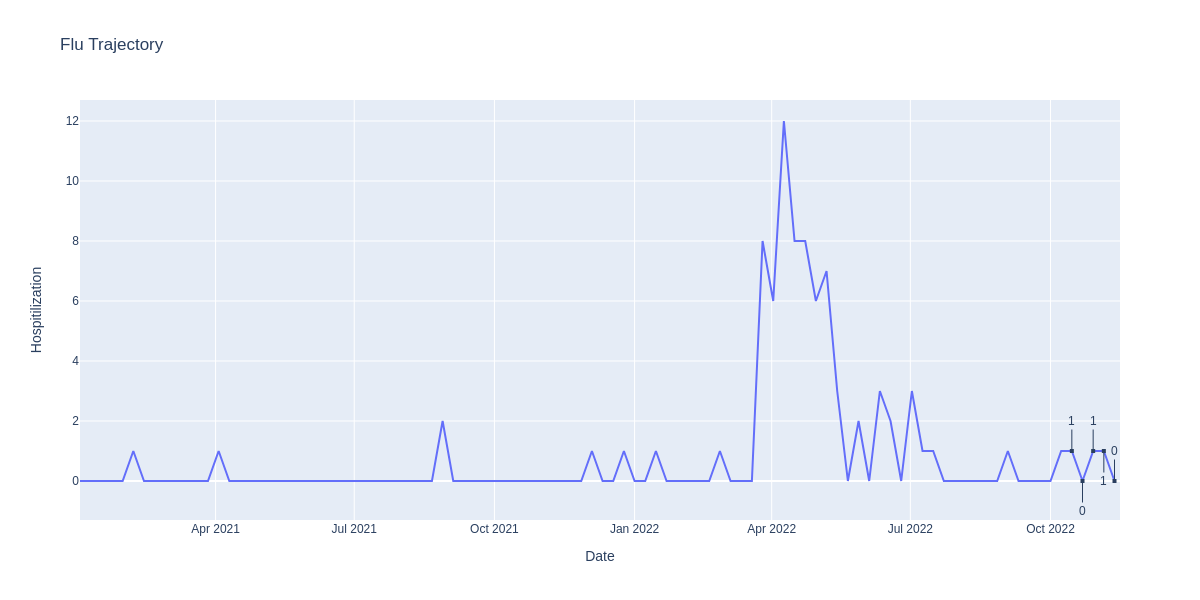 Flu Trajectory
Hospitilization
12
10
8
6
4
2
0
1
1
0
1
0
Apr 2021
Jul 2021
Oct 2021
Jan 2022
Apr 2022
Jul 2022
Oct 2022
Date